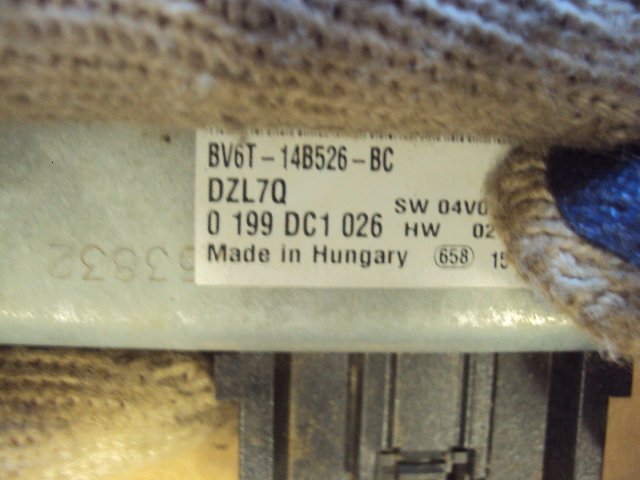 BV6T-14B526-BC
DZL7Q
SW 04V0
0 199 DC1 026 HW 02
Made in Hungary 658 15
53832